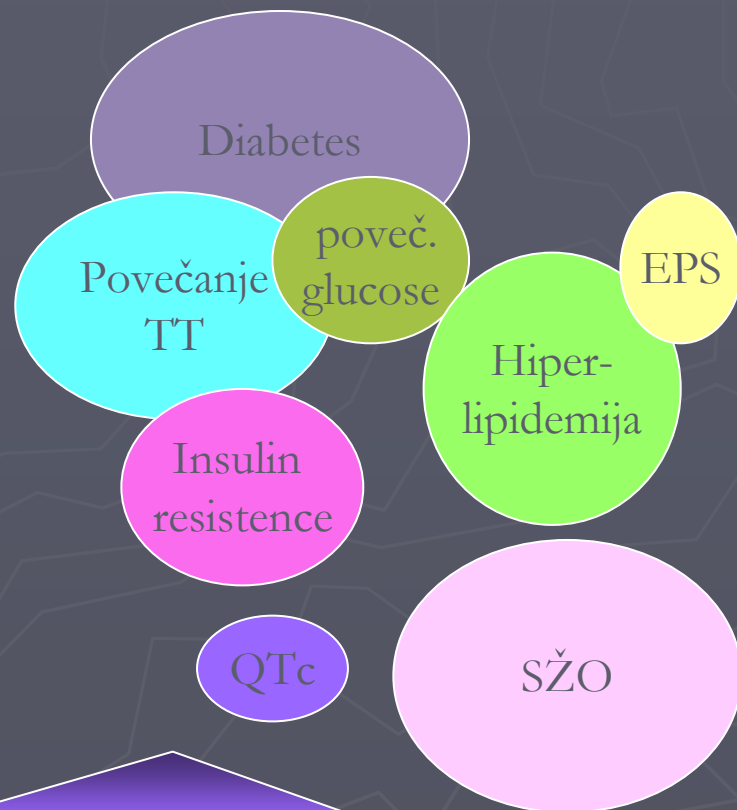 Diabetes
poveč.
glucose
Povečanje
TT
EPS
Hiper-
lipidemija
Insulin
resistence
QTc
SŽO